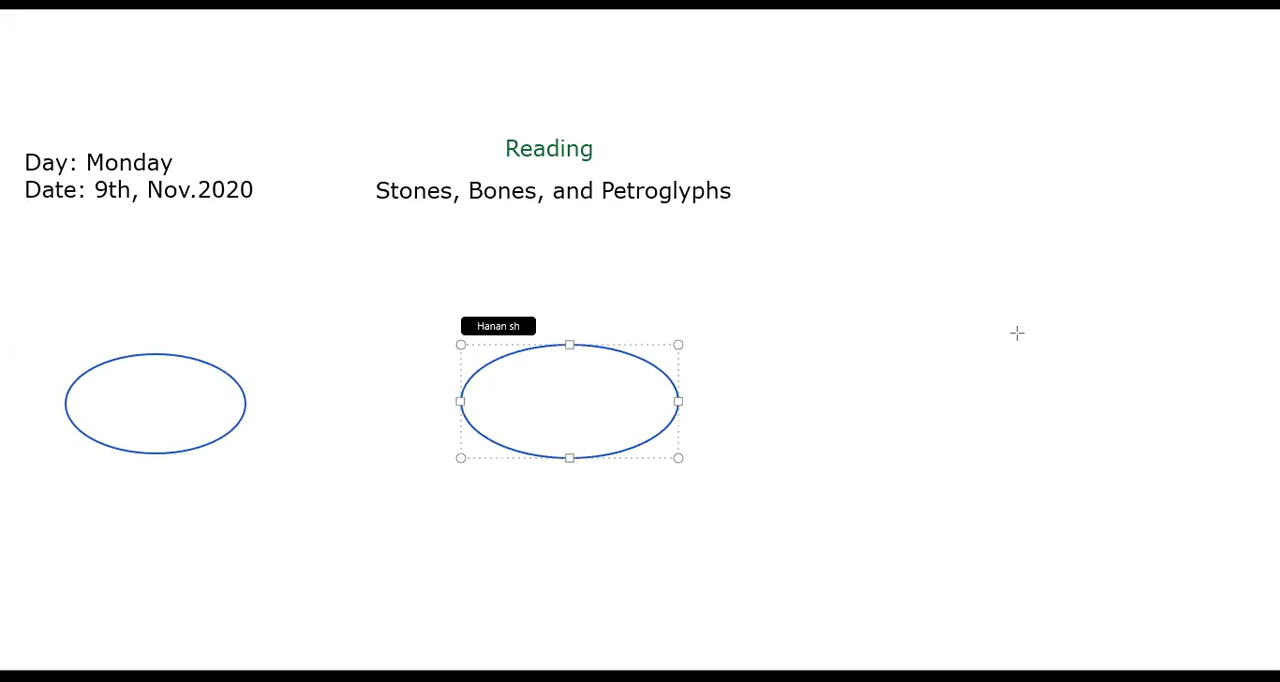 Day: Monday
Date: 9th, Nov.2020
Reading
Stones, Bones, and Petroglyphs
Hanan sh